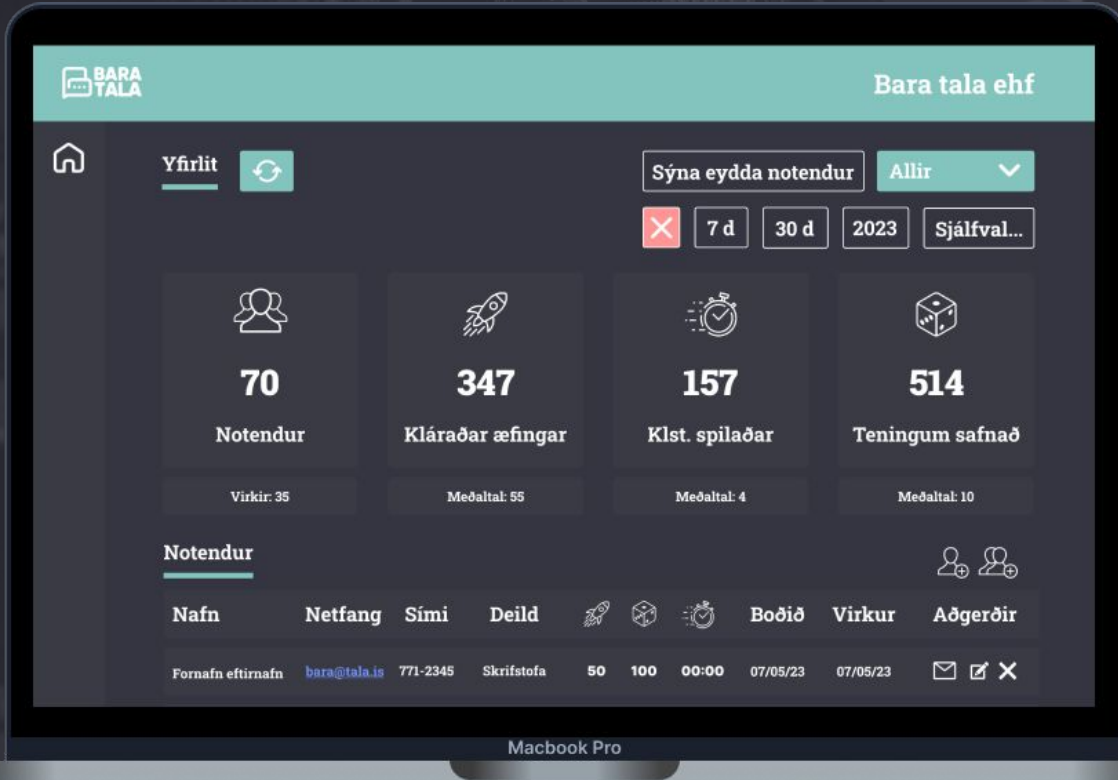 BARA
TALA
Bara tala ehf
Yfirlit
Sýna eydda notendur
Allir
7 d
30 d
2023
Sjálfval...
70
347
157
514
Notendur
Kláraðar æfingar
Klst. spilaðar
Teningum safnað
Virkir: 35
Meðaltal: 55
Meðaltal: 4
Meðaltal: 10
Notendur
Nafn Netfang Sími Deild Boðið Virkur Aðgerðir
Fornafn eftirnafn bara@tala.is 771-2345 Skrifstofa 50 100 00:00 07/05/23 07/05/23
Macbook Pro